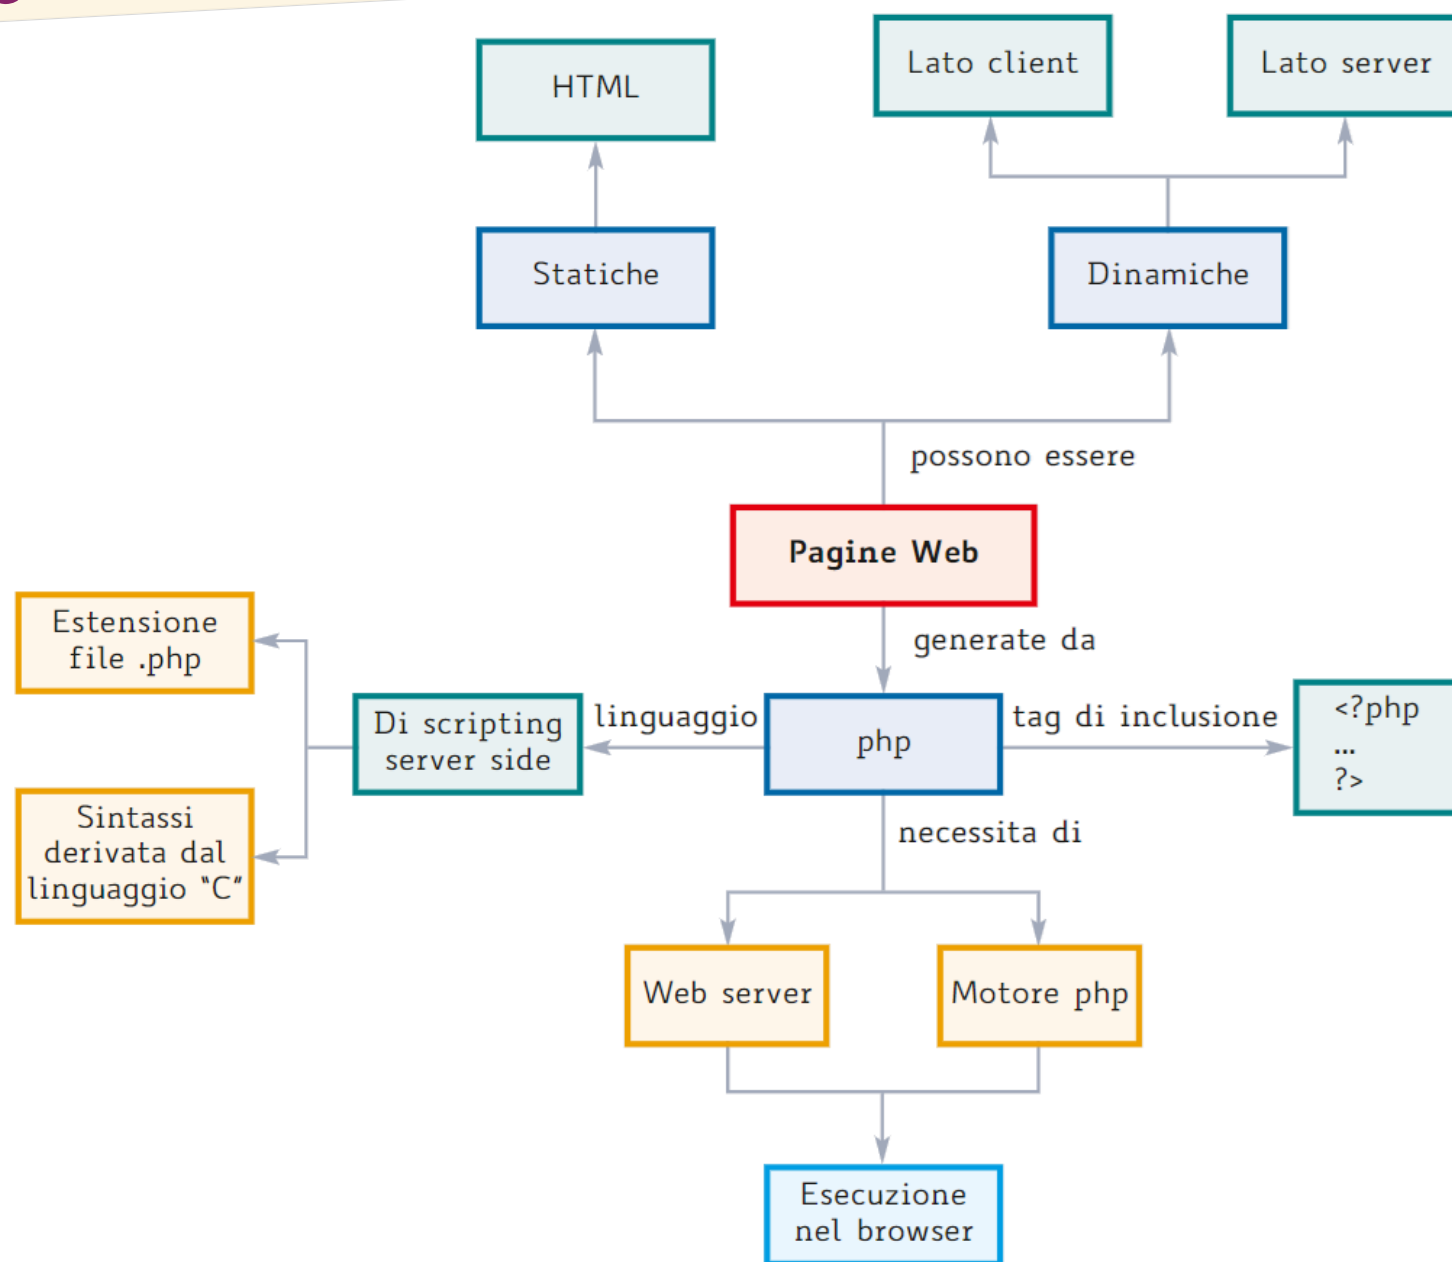 HTML
Lato client
Lato server
Statiche
Dinamiche
possono essere
Pagine Web
generate da
Estensione
file .php
Di scripting
server side
linguaggio
php
tag di inclusione
<?php
...
?>
Sintassi
derivata dal
linguaggio “C”
necessita di
Web server
Motore php
Esecuzione
nel browser